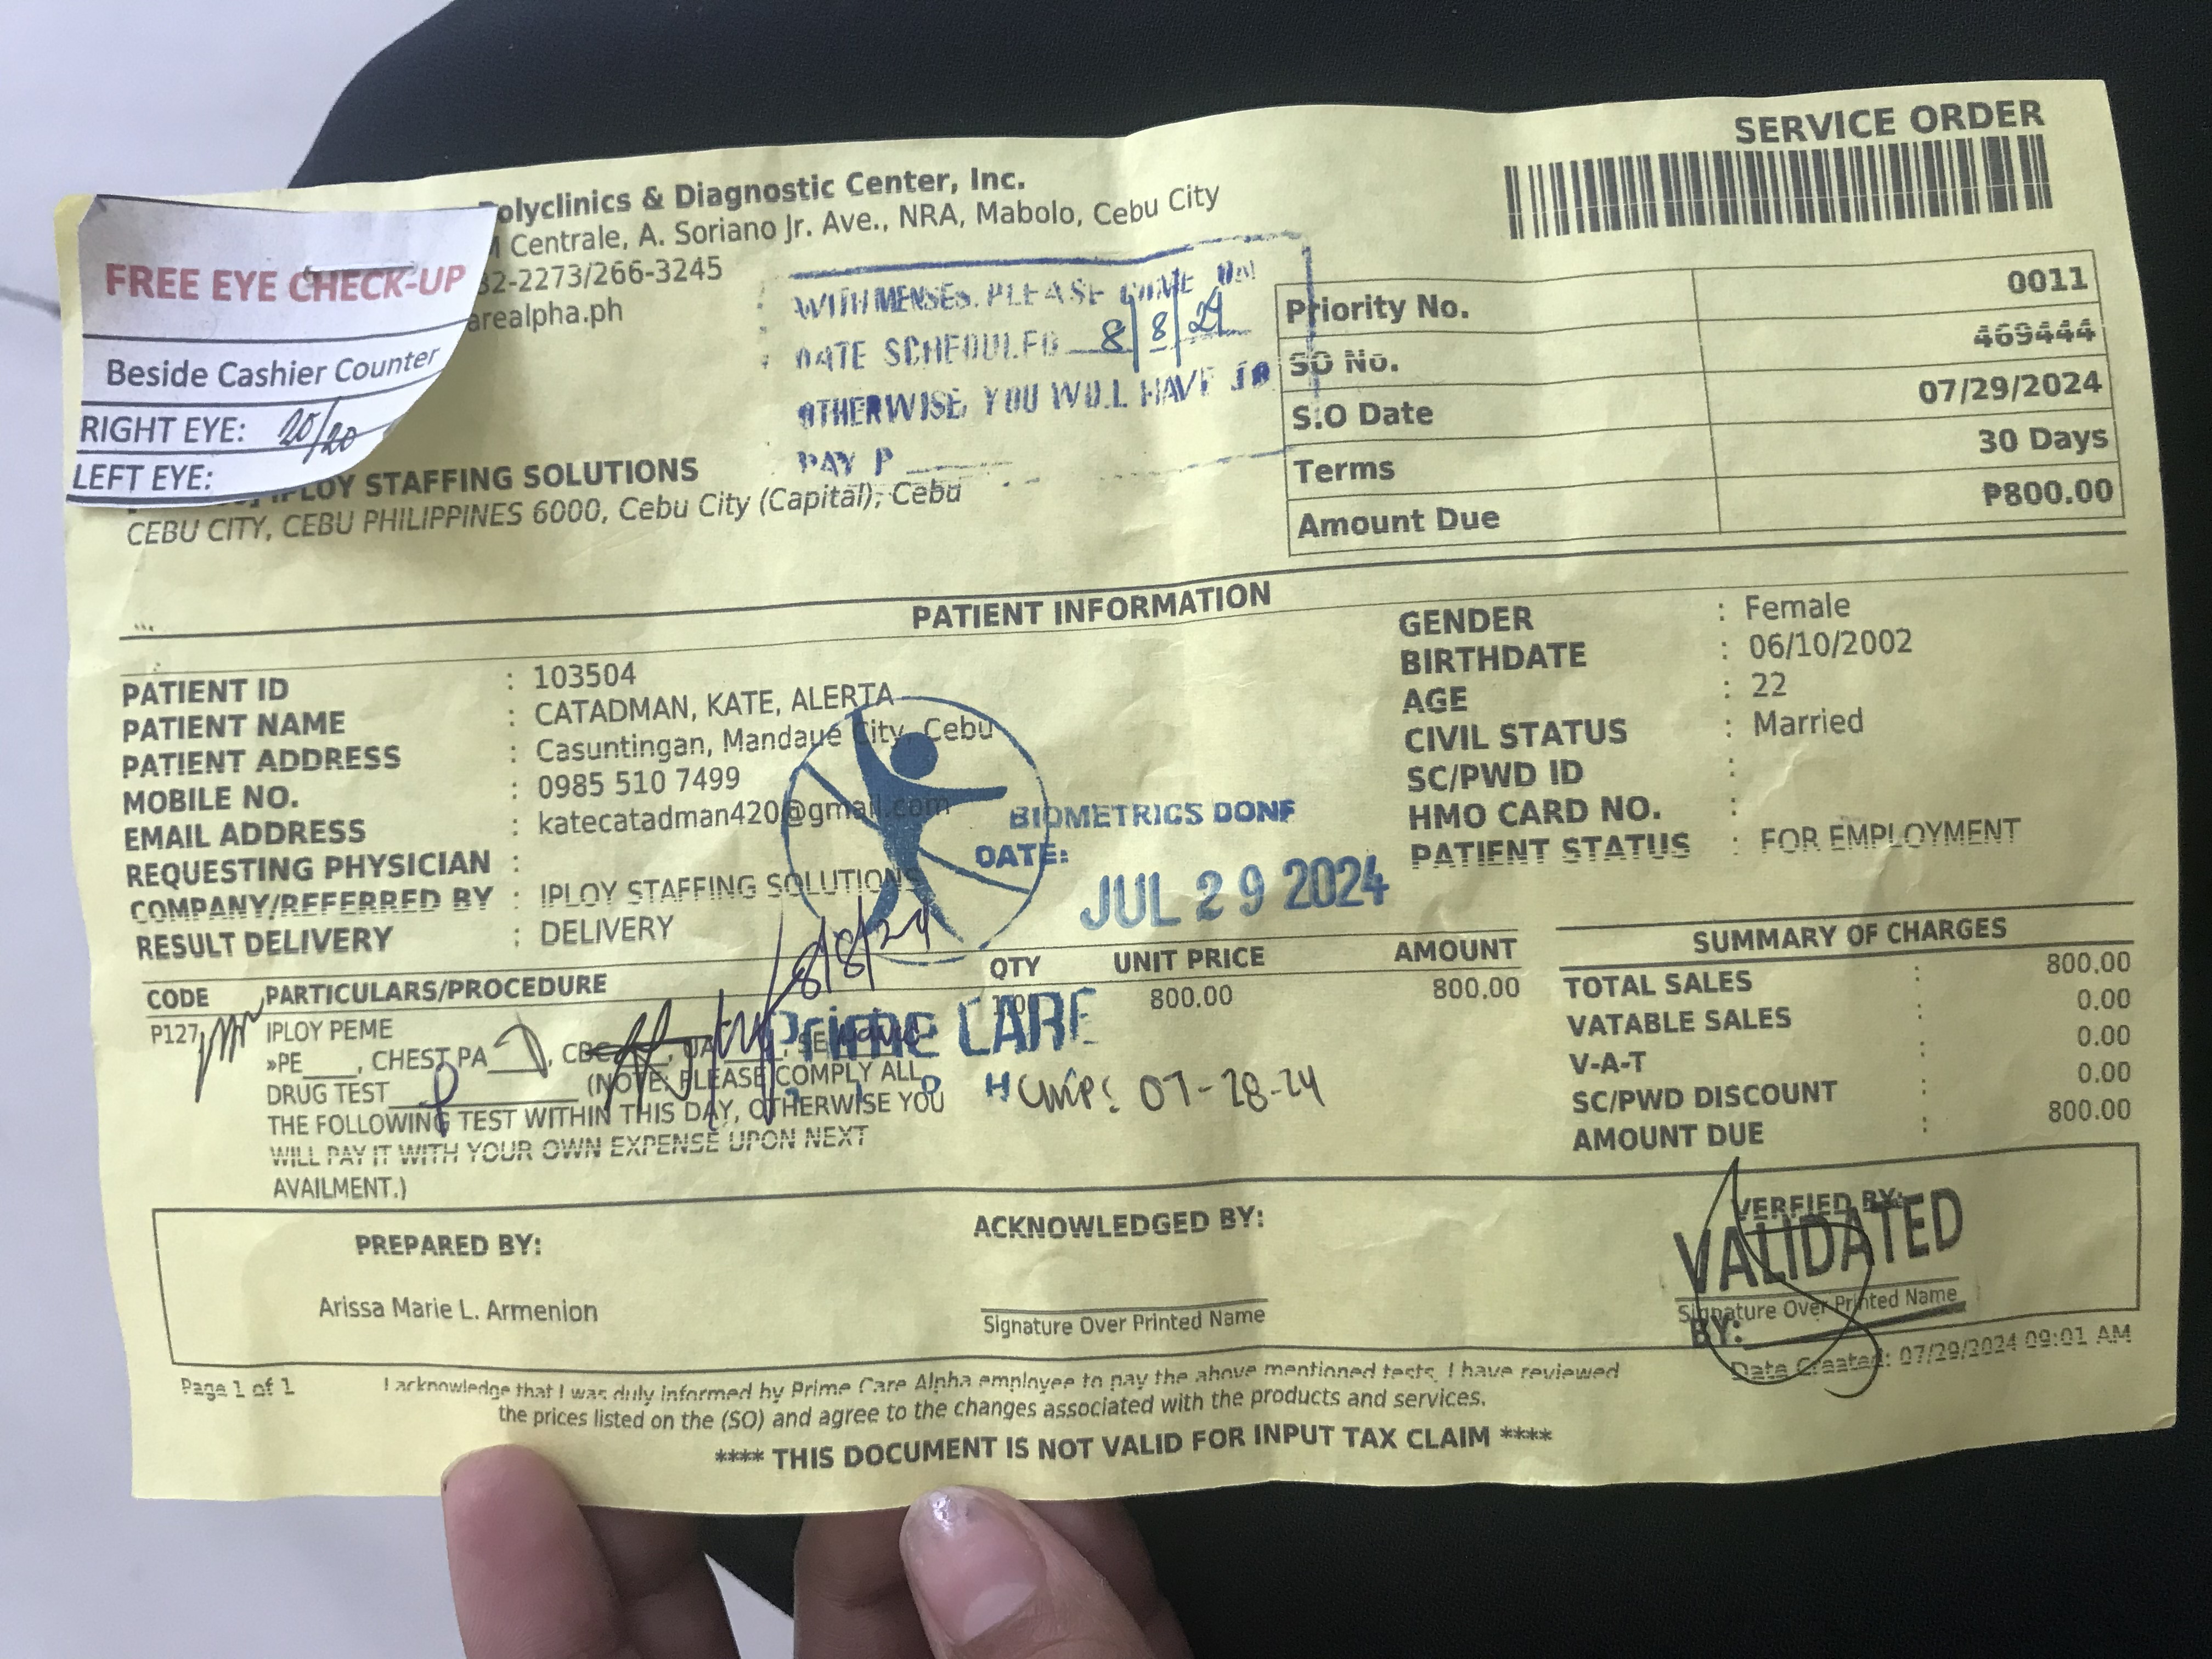 SERVICE ORDER
Polyclinics & Diagnostic Center, Inc.
Centrale, A. Soriano Jr. Ave., NRA, Mabolo, Cebu City
32-2273/266-3245
arealpha.ph
FREE EYE CHECK-UP
Beside Cashier Counter
RIGHT EYE: 20/20
LEFT EYE:
WITH MENSES. PLEASE COME ON
DATE SCHEDULED 8/8/24
OTHERWISE, YOU WILL HAVE TO
PAY P
Priority No. 0011
SO No. 469444
S.O Date 07/29/2024
Terms 30 Days
Amount Due ₱800.00
IPLOY STAFFING SOLUTIONS
CEBU CITY, CEBU PHILIPPINES 6000, Cebu City (Capital), Cebu
PATIENT INFORMATION
PATIENT ID : 103504
PATIENT NAME : CATADMAN, KATE, ALERTA
PATIENT ADDRESS : Casuntingan, Mandaue City, Cebu
MOBILE NO. : 0985 510 7499
EMAIL ADDRESS : katecatadman420@gmail.com
REQUESTING PHYSICIAN :
COMPANY/REFERRED BY : IPLOY STAFFING SOLUTIONS
RESULT DELIVERY : DELIVERY
GENDER : Female
BIRTHDATE : 06/10/2002
AGE : 22
CIVIL STATUS : Married
SC/PWD ID :
HMO CARD NO. :
PATIENT STATUS : FOR EMPLOYMENT
BIOMETRICS DONE
DATE:
JUL 29 2024
8/8/24
CODE PARTICULARS/PROCEDURE QTY UNIT PRICE AMOUNT
P127 IPLOY PEME 800.00 800.00
»PE____, CHEST PA____, CBC____, UA____, SE
DRUG TEST____ (NOTE: PLEASE COMPLY ALL
THE FOLLOWING TEST WITHIN THIS DAY, OTHERWISE YOU
WILL PAY IT WITH YOUR OWN EXPENSE UPON NEXT
AVAILMENT.)
Prime CARE
07-28-24
SUMMARY OF CHARGES
TOTAL SALES : 800.00
VATABLE SALES : 0.00
V-A-T : 0.00
SC/PWD DISCOUNT : 0.00
AMOUNT DUE : 800.00
PREPARED BY:
Arissa Marie L. Armenion
ACKNOWLEDGED BY:
Signature Over Printed Name
VERFIED BY:
VALIDATED
Signature Over Printed Name
BY:
Date Created: 07/29/2024 09:01 AM
Page 1 of 1
I acknowledge that I was duly informed by Prime Care Alpha employee to pay the above mentioned tests. I have reviewed
the prices listed on the (SO) and agree to the changes associated with the products and services.
**** THIS DOCUMENT IS NOT VALID FOR INPUT TAX CLAIM ****